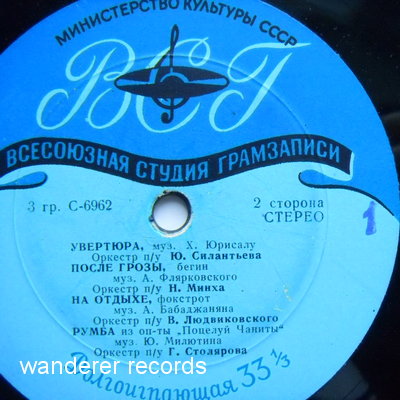 МИНИСТЕРСТВО КУЛЬТУРЫ СССР
ВСГ
ВСЕСОЮЗНАЯ СТУДИЯ ГРАМЗАПИСИ
3 гр. С-6962
2 сторона
СТЕРЕО
1
УВЕРТЮРА, муз. Х. Юрисалу
Оркестр п/у Ю. Силантьева
ПОСЛЕ ГРОЗЫ, бегин
муз. А. Флярковского
Оркестр п/у Н. Минха
НА ОТДЫХЕ, фокстрот
муз. А. Бабаджаняна
Оркестр п/у В. Людвиковского
РУМБА из оп-ты „Поцелуй Чаниты"
муз. Ю. Милютина
Оркестр п/у Г. Столярова
wanderer records
Долгоиграющая 33⅓